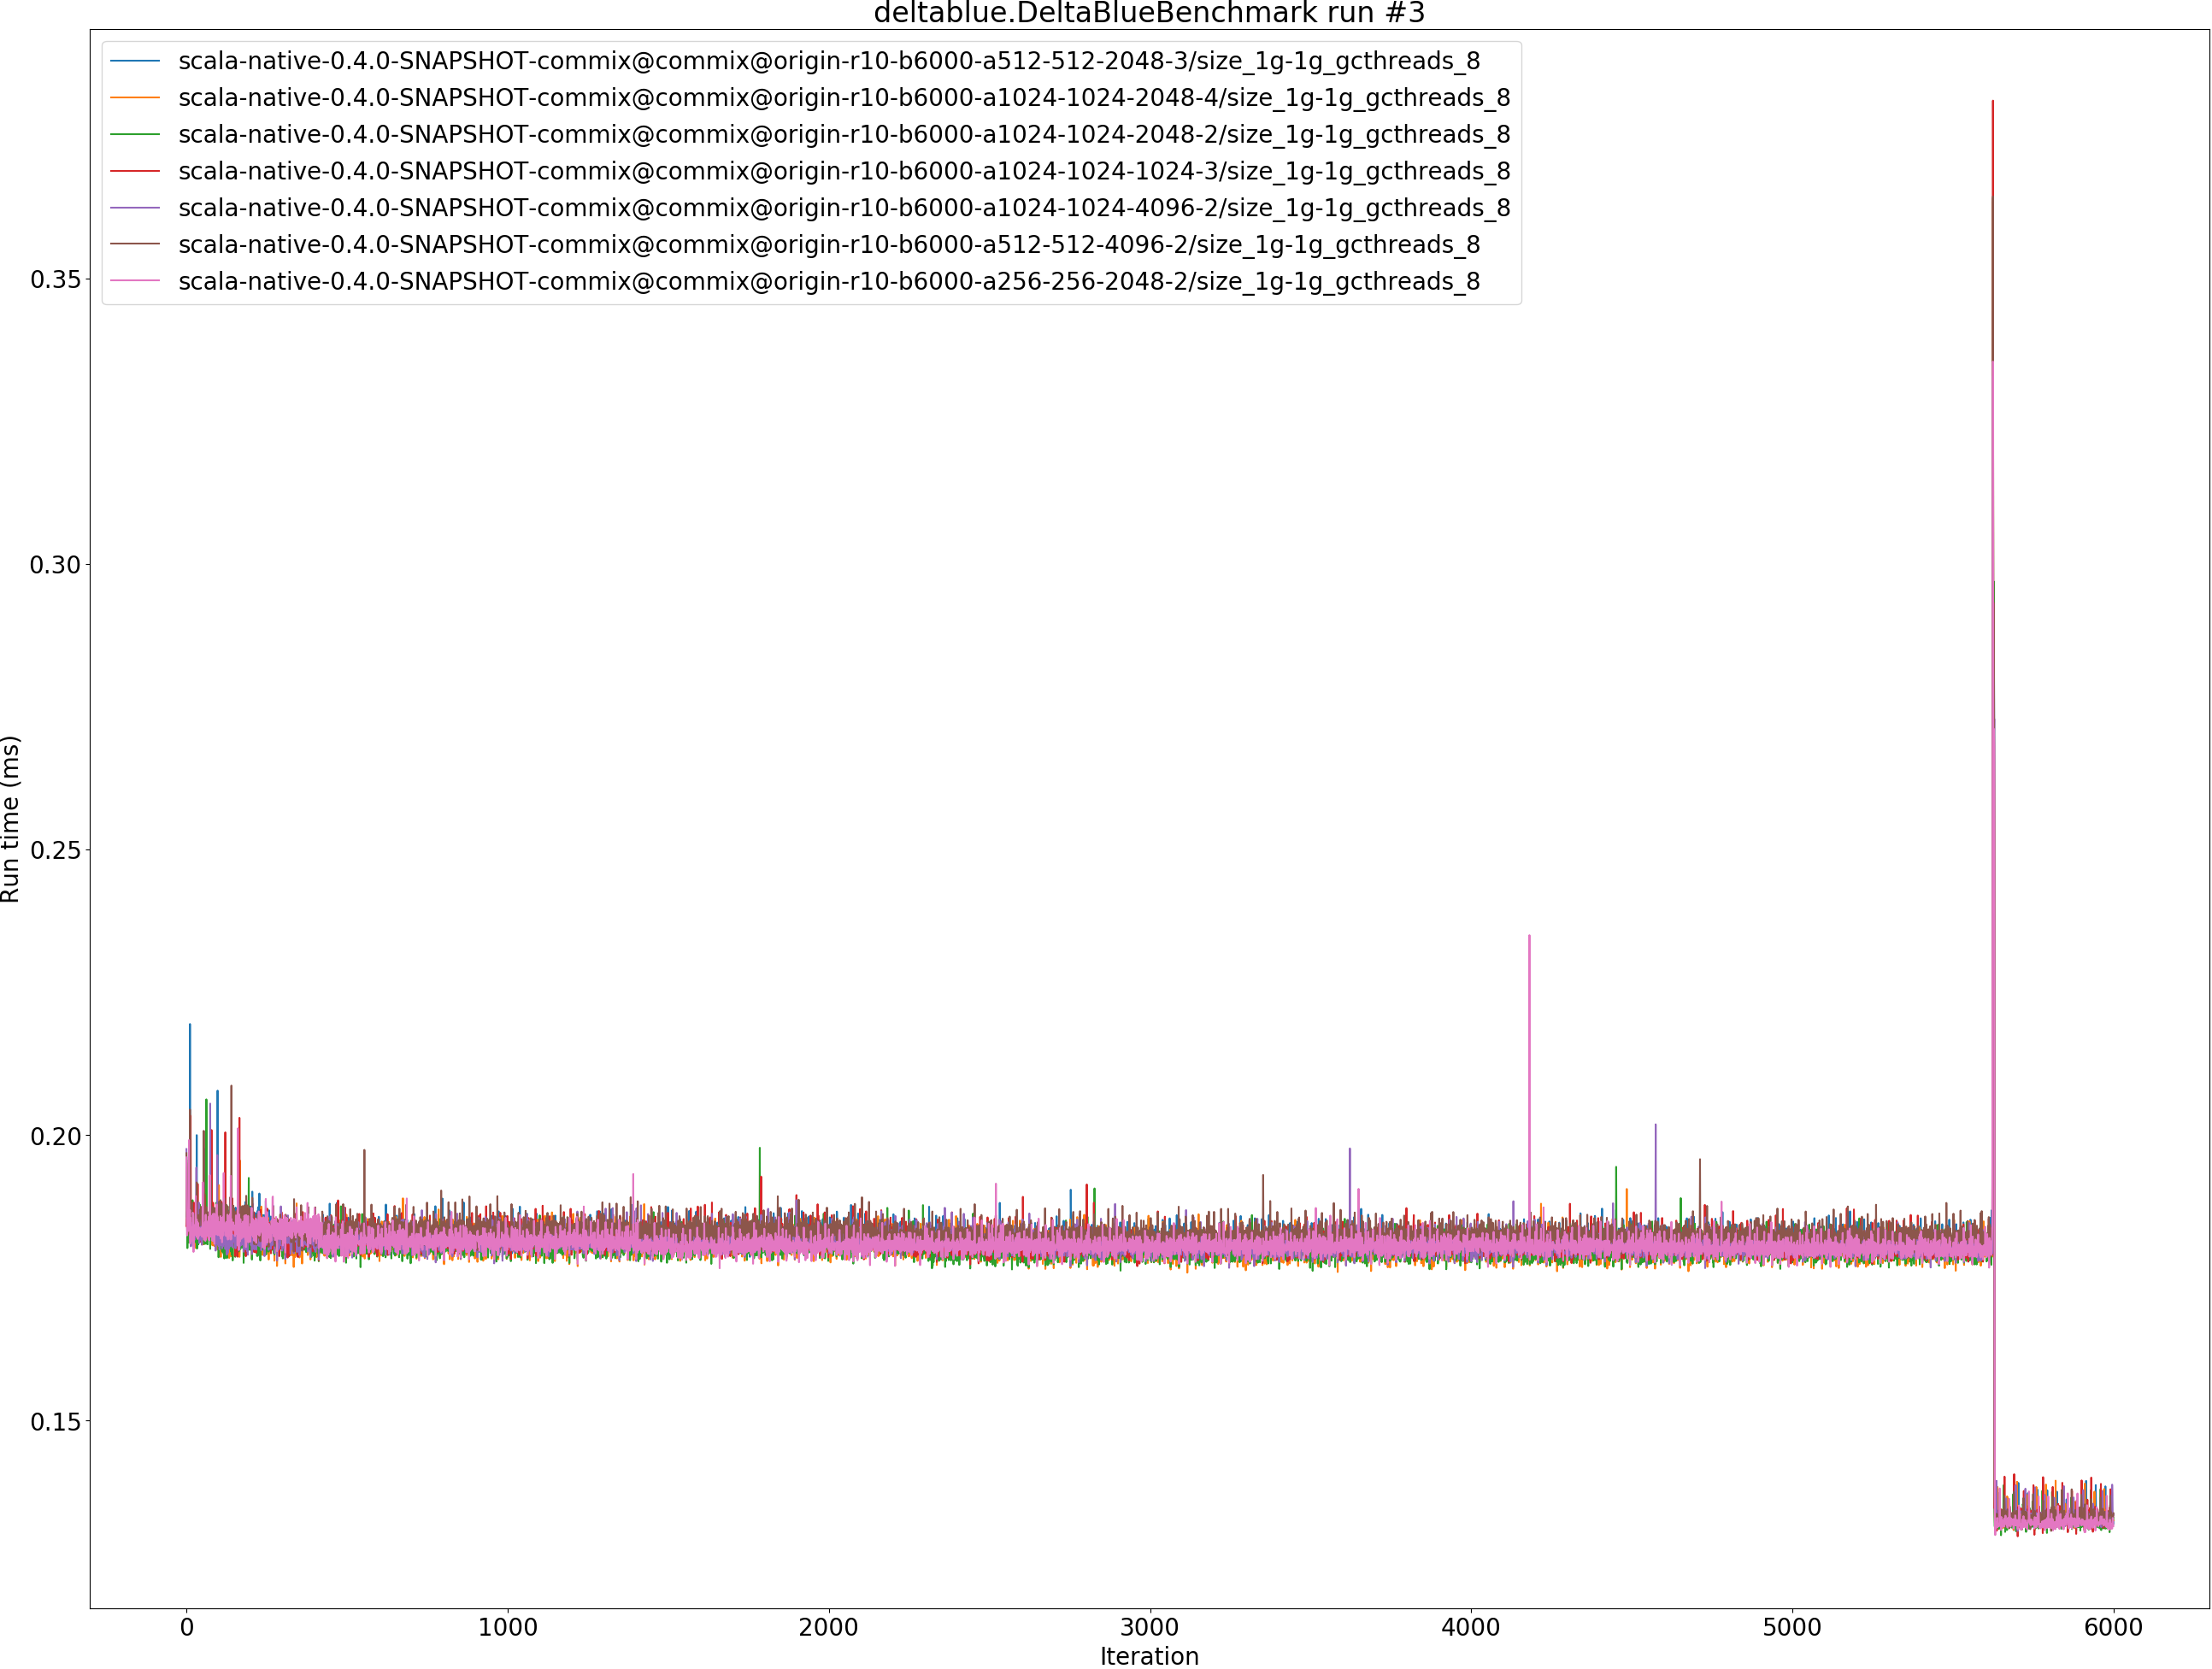 deltablue.DeltaBlueBenchmark run #3
scala-native-0.4.0-SNAPSHOT-commix@commix@origin-r10-b6000-a512-512-2048-3/size_1g-1g_gcthreads_8
scala-native-0.4.0-SNAPSHOT-commix@commix@origin-r10-b6000-a1024-1024-2048-4/size_1g-1g_gcthreads_8
scala-native-0.4.0-SNAPSHOT-commix@commix@origin-r10-b6000-a1024-1024-2048-2/size_1g-1g_gcthreads_8
scala-native-0.4.0-SNAPSHOT-commix@commix@origin-r10-b6000-a1024-1024-1024-3/size_1g-1g_gcthreads_8
scala-native-0.4.0-SNAPSHOT-commix@commix@origin-r10-b6000-a1024-1024-4096-2/size_1g-1g_gcthreads_8
scala-native-0.4.0-SNAPSHOT-commix@commix@origin-r10-b6000-a512-512-4096-2/size_1g-1g_gcthreads_8
scala-native-0.4.0-SNAPSHOT-commix@commix@origin-r10-b6000-a256-256-2048-2/size_1g-1g_gcthreads_8
0.35
0.30
0.25
0.20
0.15
Run time (ms)
0 1000 2000 3000 4000 5000 6000
Iteration